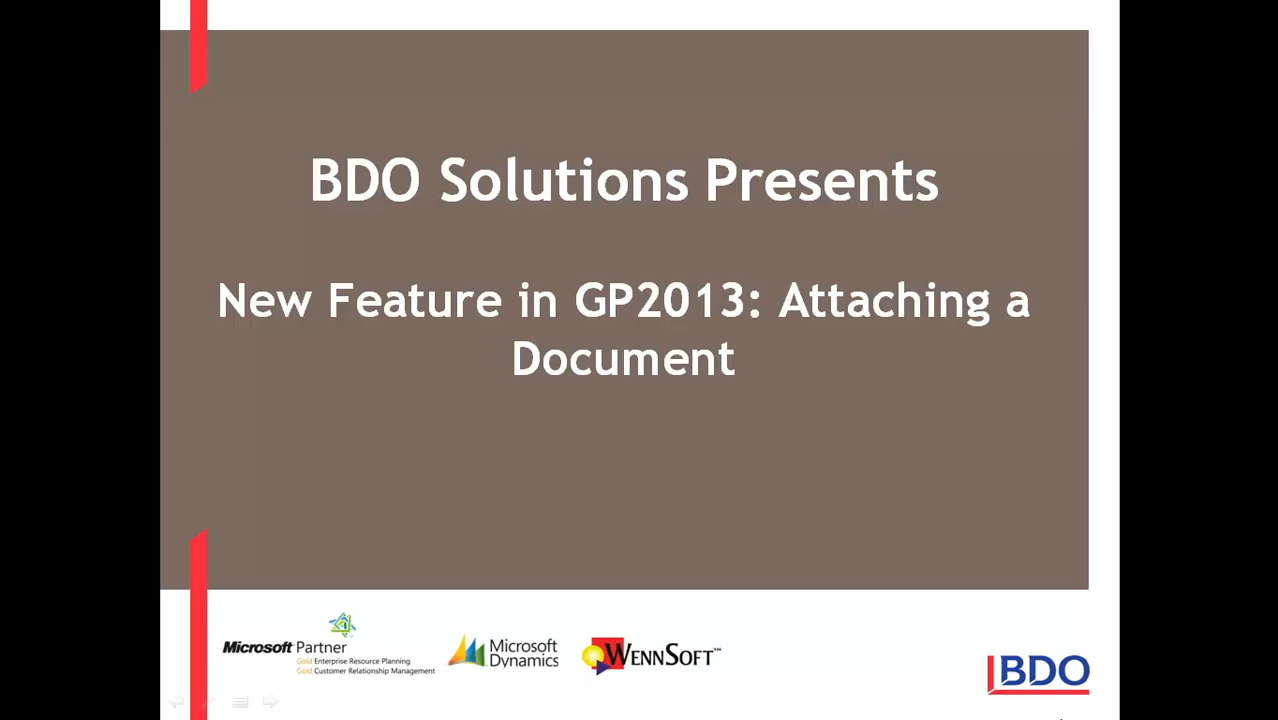 BDO Solutions Presents
New Feature in GP2013: Attaching a
Document
Microsoft Partner
Gold Enterprise Resource Planning
Gold Customer Relationship Management
Microsoft
Dynamics
WENNSOFT™
BDO